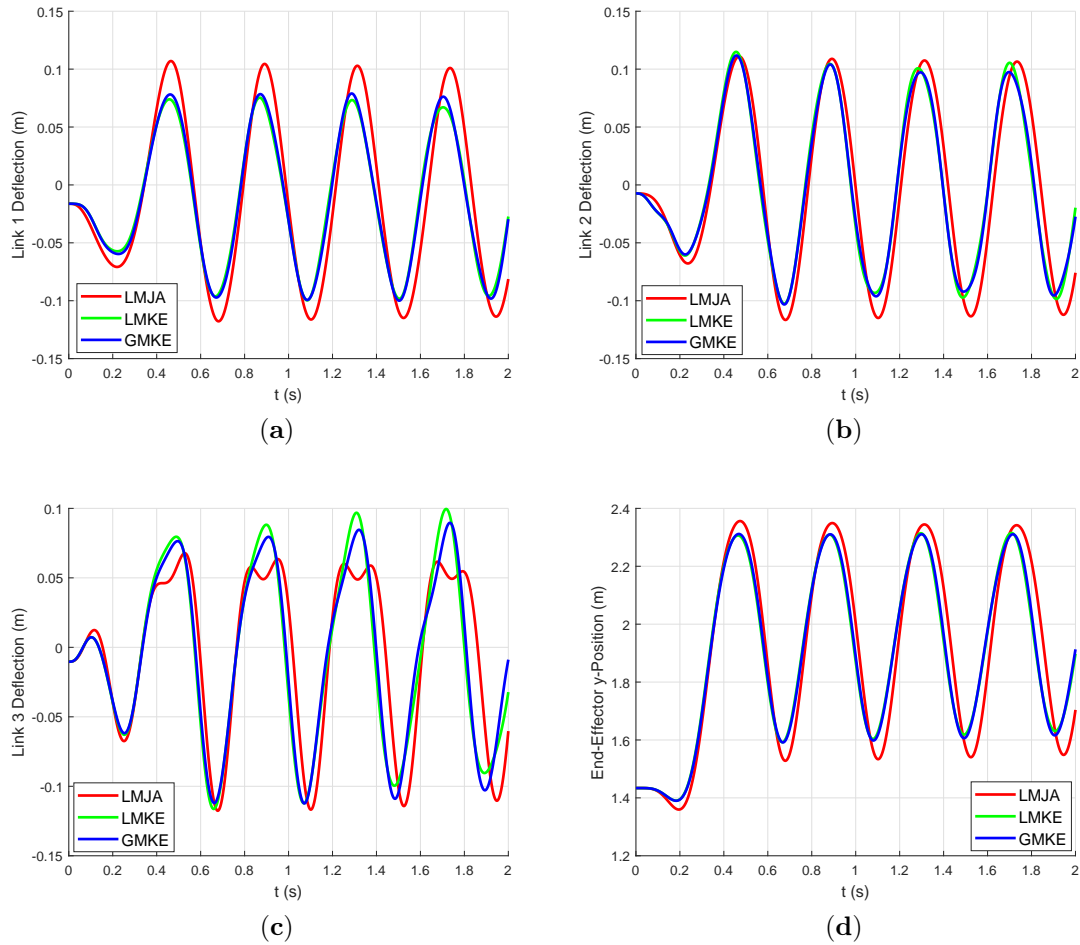 Link 1 Deflection (m)
0.15
0.1
0.05
0
-0.05
-0.1
-0.15
LMJA
LMKE
GMKE
0 0.2 0.4 0.6 0.8 1 1.2 1.4 1.6 1.8 2
t (s)
(a)
Link 2 Deflection (m)
0.15
0.1
0.05
0
-0.05
-0.1
-0.15
LMJA
LMKE
GMKE
0 0.2 0.4 0.6 0.8 1 1.2 1.4 1.6 1.8 2
t (s)
(b)
Link 3 Deflection (m)
0.1
0.05
0
-0.05
-0.1
-0.15
LMJA
LMKE
GMKE
0 0.2 0.4 0.6 0.8 1 1.2 1.4 1.6 1.8 2
t (s)
(c)
End-Effector y-Position (m)
2.4
2.2
2
1.8
1.6
1.4
1.2
LMJA
LMKE
GMKE
0 0.2 0.4 0.6 0.8 1 1.2 1.4 1.6 1.8 2
t (s)
(d)